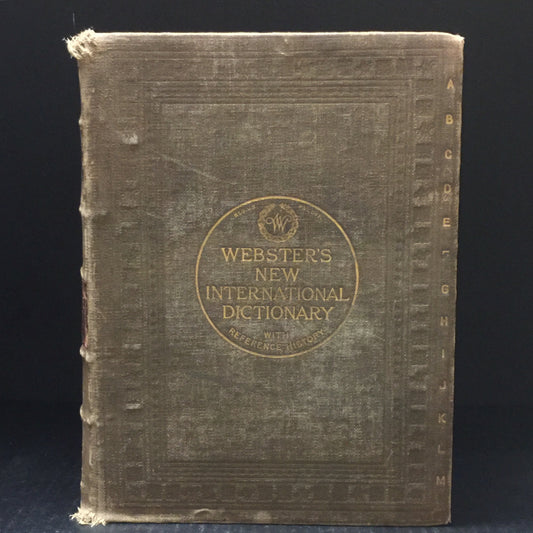 W
WEBSTER'S
NEW
INTERNATIONAL
DICTIONARY
WITH
REFERENCE HISTORY
A
B
C
D
E
G
H
I
J
K
L
M